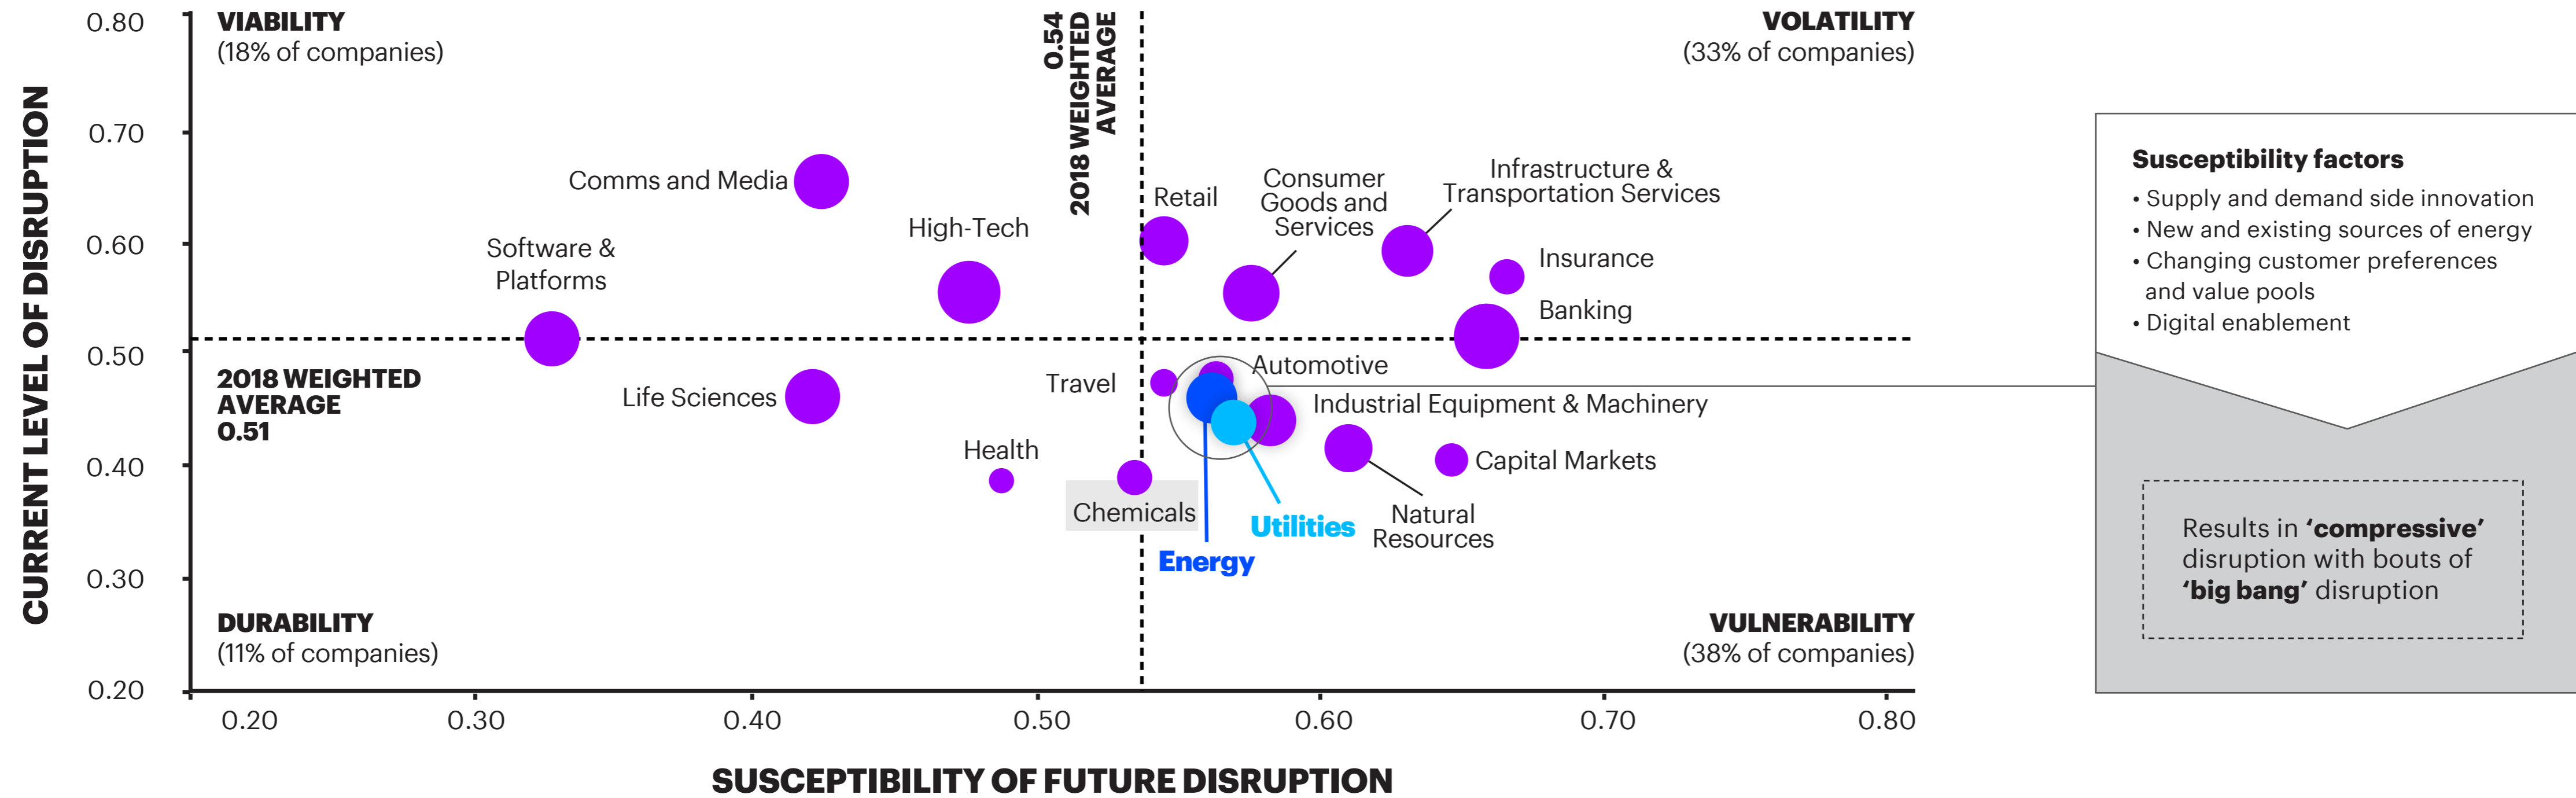 CURRENT LEVEL OF DISRUPTION
0.80
0.70
0.60
0.50
0.40
0.30
0.20
VIABILITY
(18% of companies)
0.54
2018 WEIGHTED
AVERAGE
VOLATILITY
(33% of companies)
Comms and Media
High-Tech
Software &
Platforms
Retail
Consumer
Goods and
Services
Infrastructure &
Transportation Services
Insurance
Banking
2018 WEIGHTED
AVERAGE
0.51
Life Sciences
Health
Travel
Automotive
Industrial Equipment & Machinery
Chemicals
Energy
Utilities
Natural
Resources
Capital Markets
DURABILITY
(11% of companies)
VULNERABILITY
(38% of companies)
0.20
0.30
0.40
0.50
0.60
0.70
0.80
SUSCEPTIBILITY OF FUTURE DISRUPTION
Susceptibility factors
• Supply and demand side innovation
• New and existing sources of energy
• Changing customer preferences
and value pools
• Digital enablement
Results in ‘compressive’
disruption with bouts of
‘big bang’ disruption